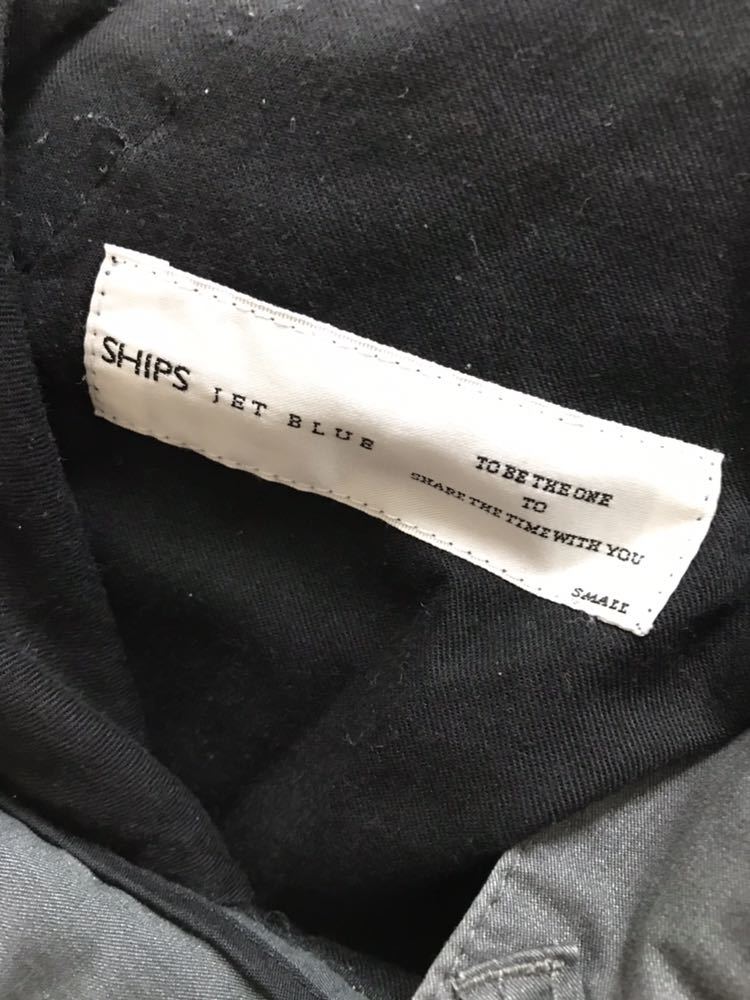 SHIPS JET BLUE
TO BE THE ONE
TO
SHARE THE TIME WITH YOU
SMALL